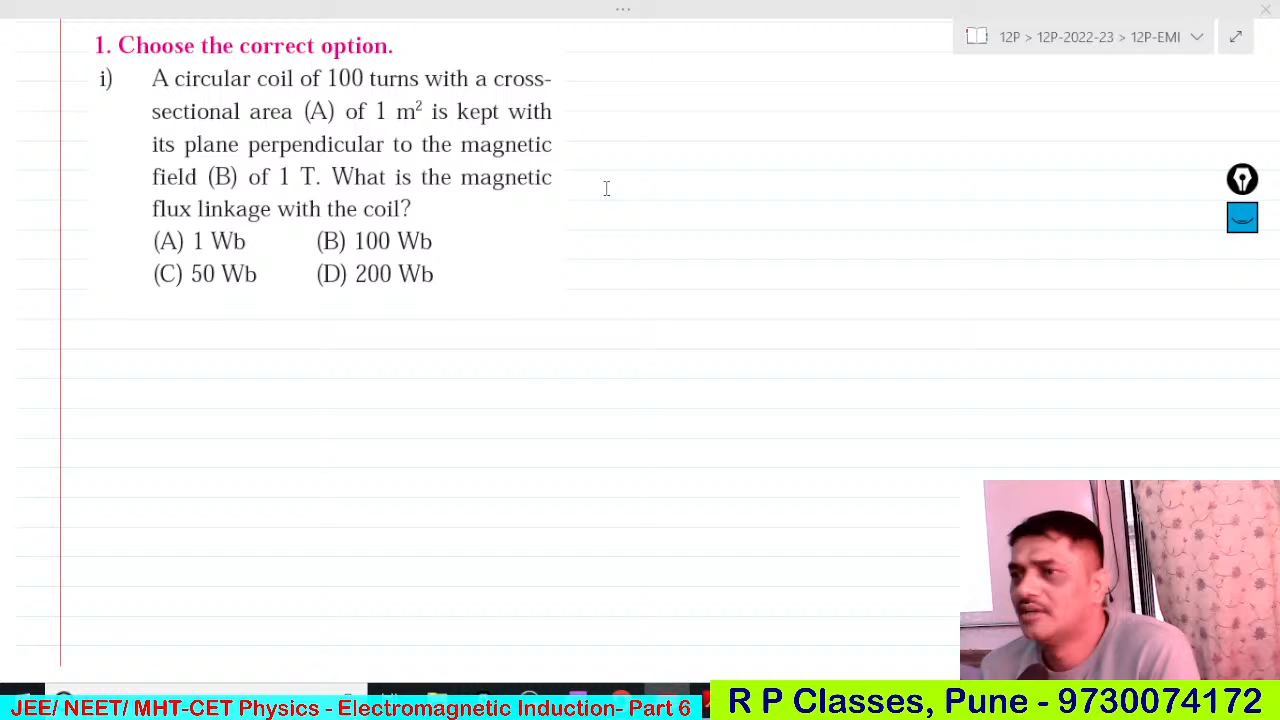 12P > 12P-2022-23 > 12P-EMI
1. Choose the correct option.
i) A circular coil of 100 turns with a cross-
sectional area (A) of 1 m² is kept with
its plane perpendicular to the magnetic
field (B) of 1 T. What is the magnetic
flux linkage with the coil?
(A) 1 Wb (B) 100 Wb
(C) 50 Wb (D) 200 Wb
JEE/ NEET/ MHT-CET Physics - Electromagnetic Induction- Part 6
R P Classes, Pune - 9730074172